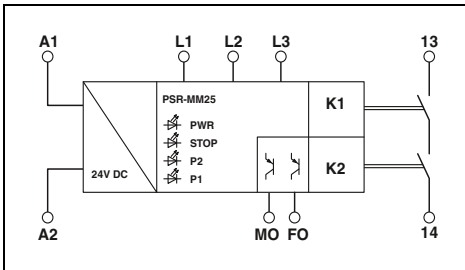 A1 L1 L2 L3 13
PSR-MM25
K1
PWR
STOP
P2
P1
24V DC
K2
A2 MO FO 14